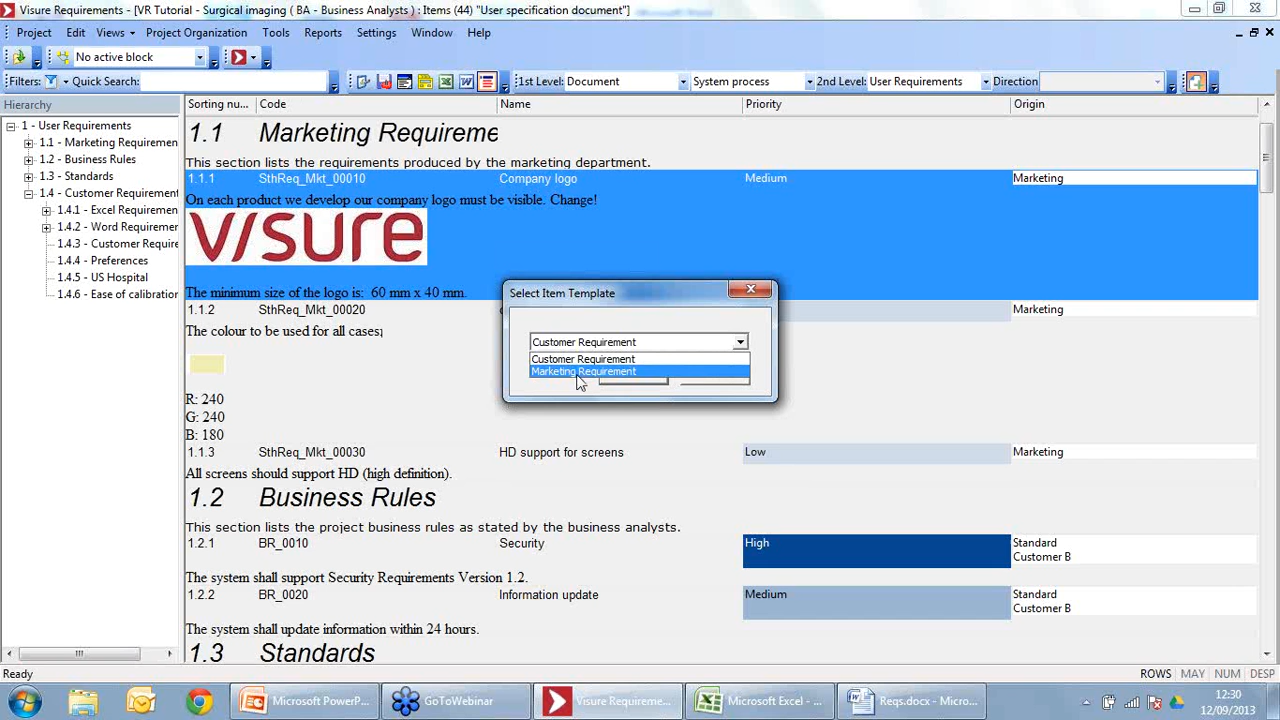 Visure Requirements - [VR Tutorial - Surgical imaging ( BA - Business Analysts ) : Items (44) "User specification document"]
Project Edit Views Project Organization Tools Reports Settings Window Help
No active block
Filters: Quick Search: 1st Level: Document System process 2nd Level: User Requirements Direction
Hierarchy
1 - User Requirements
1.1 - Marketing Requiremen
1.2 - Business Rules
1.3 - Standards
1.4 - Customer Requirement
1.4.1 - Excel Requiremen
1.4.2 - Word Requiremen
1.4.3 - Customer Require
1.4.4 - Preferences
1.4.5 - US Hospital
1.4.6 - Ease of calibration
Sorting nu... Code Name Priority Origin
1.1 Marketing Requireme
This section lists the requirements produced by the marketing department.
1.1.1 SthReq_Mkt_00010 Company logo Medium Marketing
On each product we develop our company logo must be visible. Change!
visure
The minimum size of the logo is: 60 mm x 40 mm.
1.1.2 SthReq_Mkt_00020 Marketing
The colour to be used for all cases;
R: 240
G: 240
B: 180
1.1.3 SthReq_Mkt_00030 HD support for screens Low Marketing
All screens should support HD (high definition).
1.2 Business Rules
This section lists the project business rules as stated by the business analysts.
1.2.1 BR_0010 Security High Standard
Customer B
The system shall support Security Requirements Version 1.2.
1.2.2 BR_0020 Information update Medium Standard
Customer B
The system shall update information within 24 hours.
1.3 Standards
Select Item Template
Customer Requirement
Customer Requirement
Marketing Requirement
Ready ROWS MAY NUM DESP
Microsoft PowerP... GoToWebinar Visure Requireme... Microsoft Excel - ... Reqs.docx - Micros...
12:30
12/09/2013